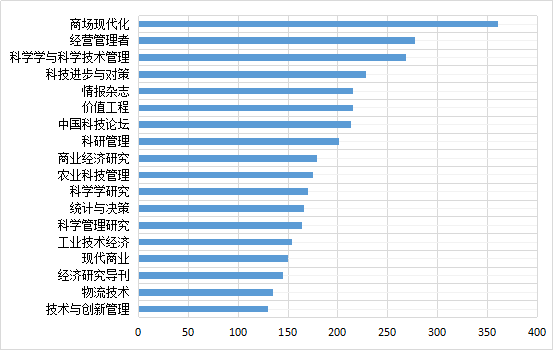 商场现代化
经营管理者
科学学与科学技术管理
科技进步与对策
情报杂志
价值工程
中国科技论坛
科研管理
商业经济研究
农业科技管理
科学学研究
统计与决策
科学管理研究
工业技术经济
现代商业
经济研究导刊
物流技术
技术与创新管理
0 50 100 150 200 250 300 350 400